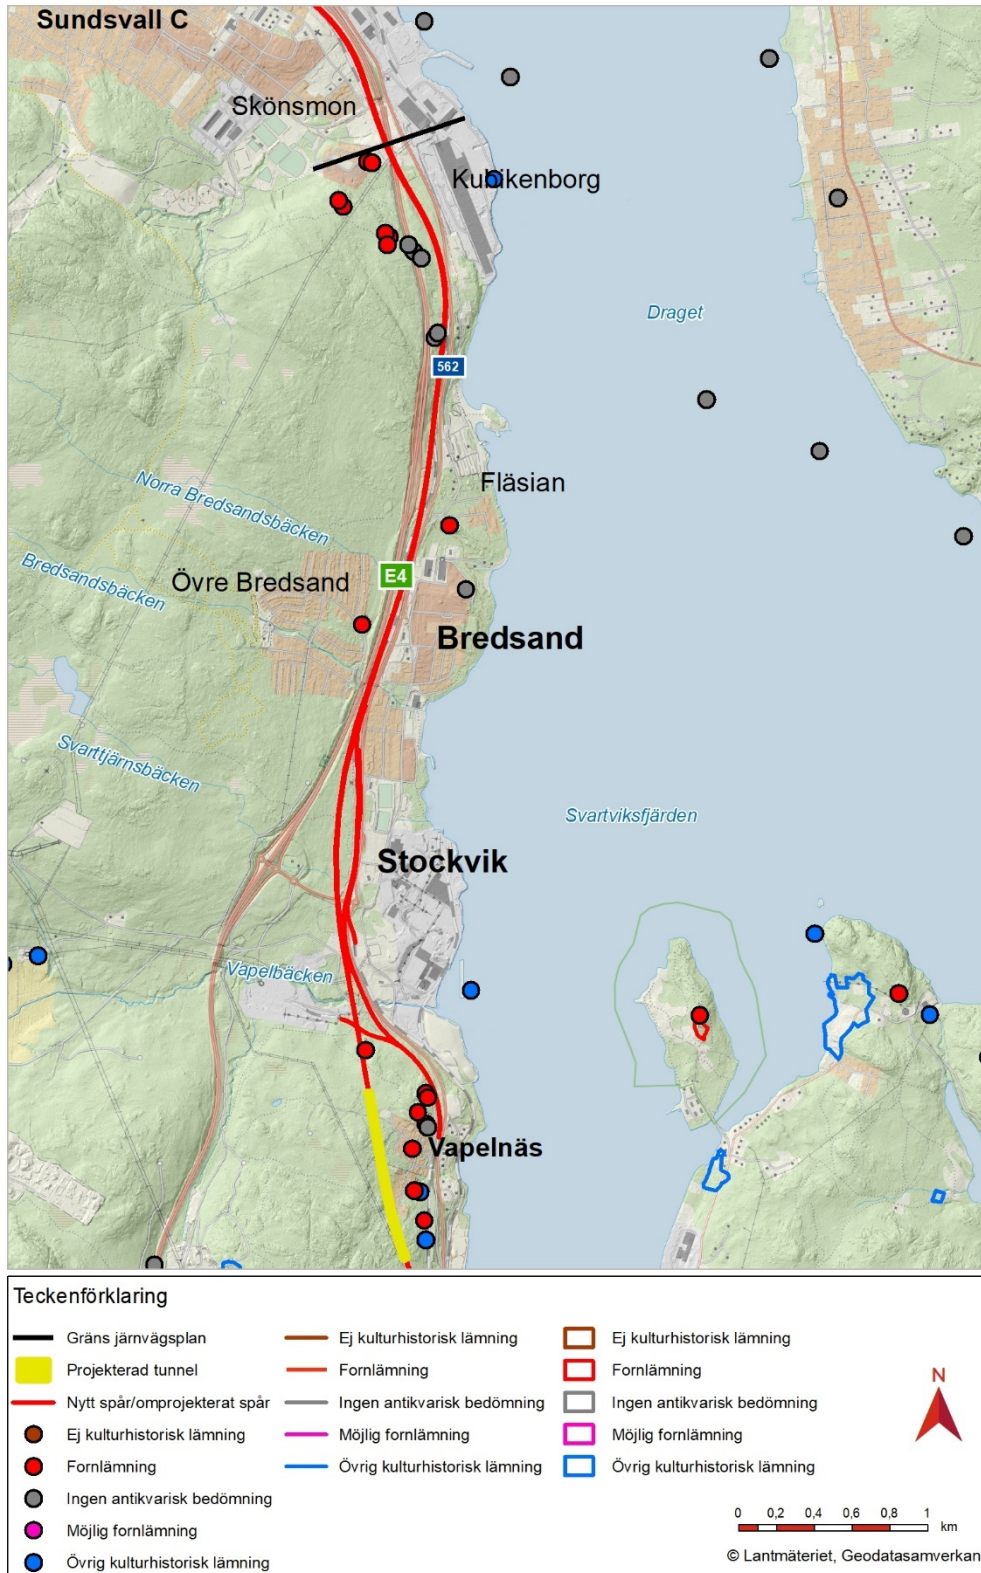 Sundsvall C
Skönsmon
Kubikenborg
Draget
562
Fläsian
Norra Bredsandsbäcken
Bredsandsbäcken
Övre Bredsand
E4
Bredsand
Svarttjärnsbäcken
Svartviksfjärden
Stockvik
Vapelbäcken
Vapelnäs
Teckenförklaring
Gräns järnvägsplan
Projekterad tunnel
Nytt spår/omprojekterat spår
Ej kulturhistorisk lämning
Fornlämning
Ingen antikvarisk bedömning
Möjlig fornlämning
Övrig kulturhistorisk lämning
Ej kulturhistorisk lämning
Fornlämning
Ingen antikvarisk bedömning
Möjlig fornlämning
Övrig kulturhistorisk lämning
Ej kulturhistorisk lämning
Fornlämning
Ingen antikvarisk bedömning
Möjlig fornlämning
Övrig kulturhistorisk lämning
N
0 0,2 0,4 0,6 0,8 1
km
© Lantmäteriet, Geodatasamverkan